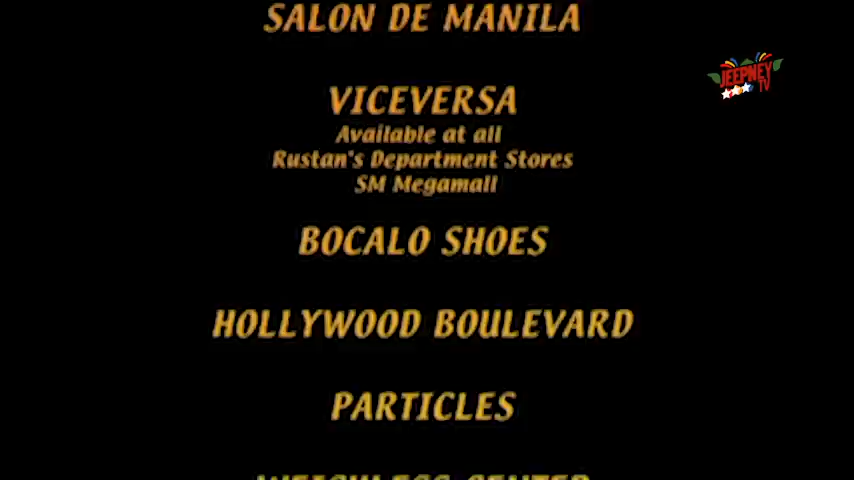 SALON DE MANILA
JEEPNEY
TV
VICEVERSA
Available at all
Rustan's Department Stores
SM Megamall
BOCALO SHOES
HOLLYWOOD BOULEVARD
PARTICLES